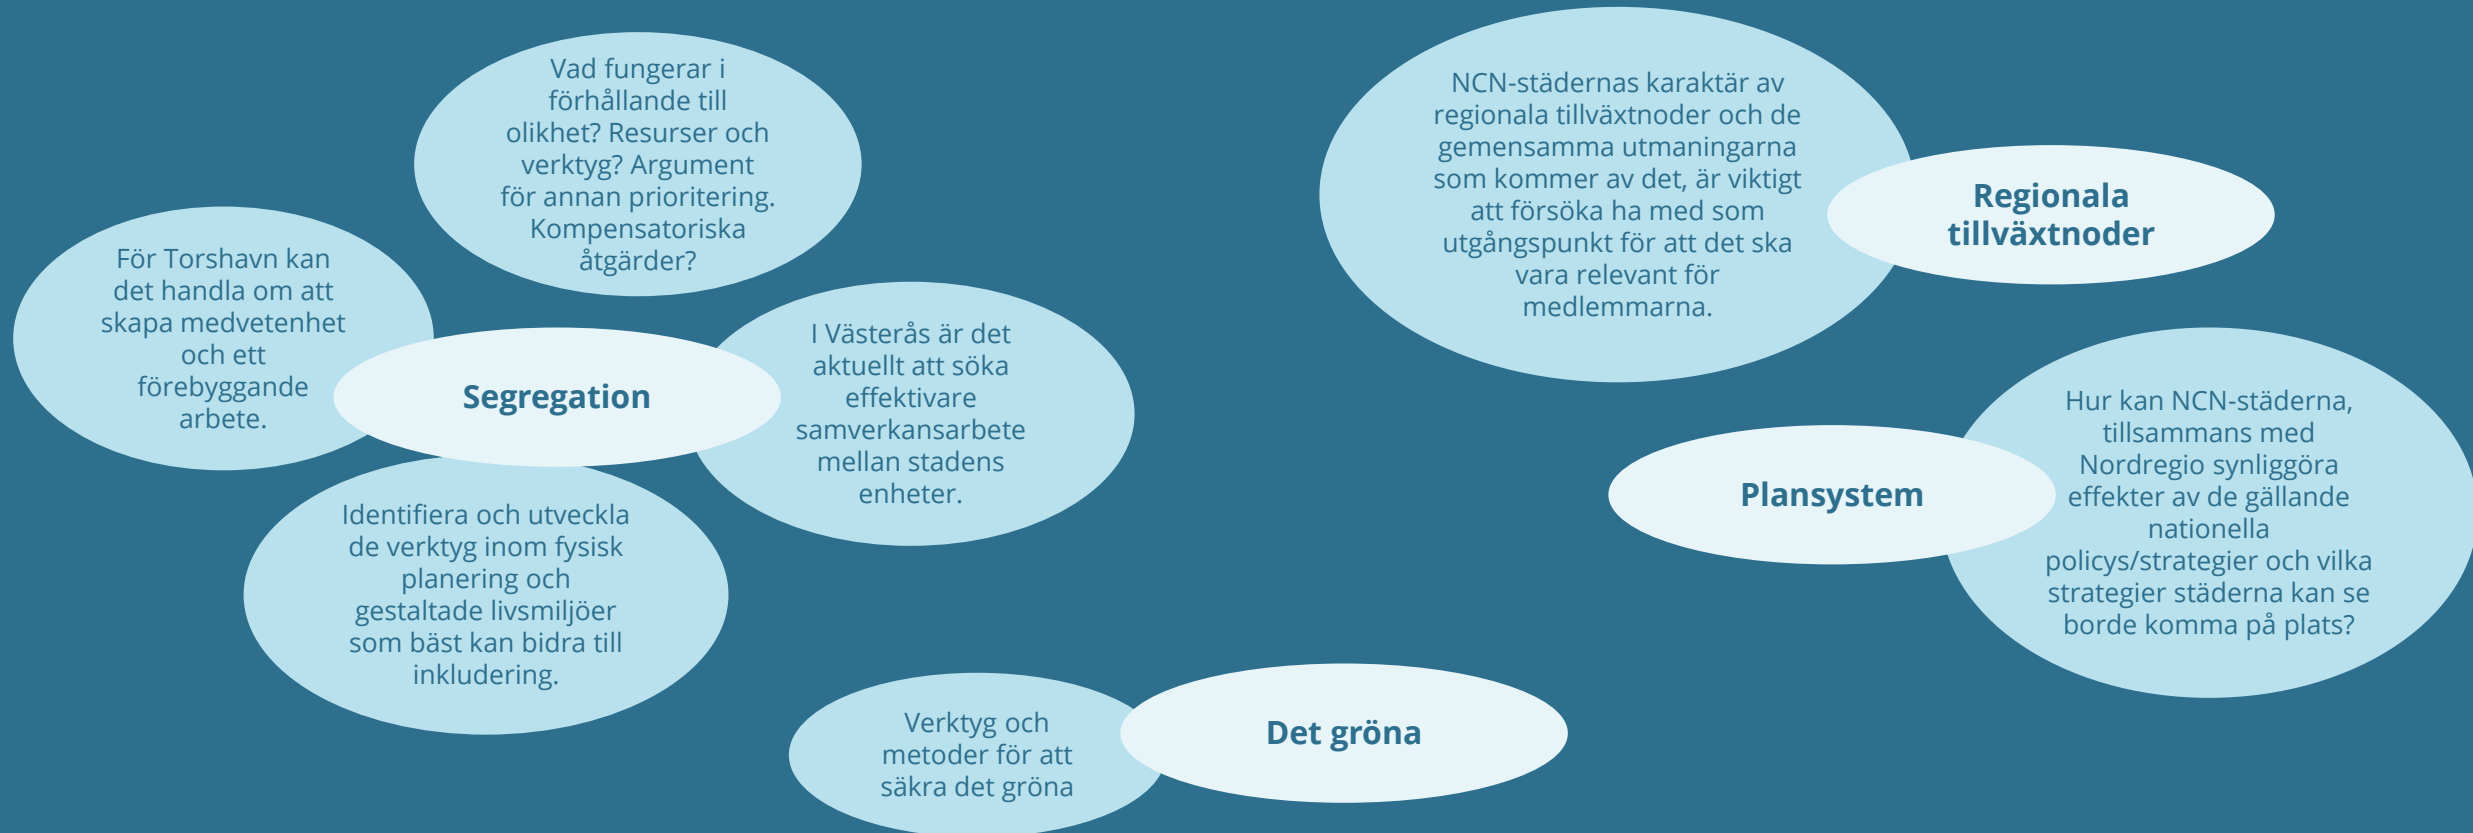 Vad fungerar i
förhållande till
olikhet? Resurser och
verktyg? Argument
för annan prioritering.
Kompensatoriska
åtgärder?
För Torshavn kan
det handla om att
skapa medvetenhet
och ett
förebyggande
arbete.
Segregation
I Västerås är det
aktuellt att söka
effektivare
samverkansarbete
mellan stadens
enheter.
Identifiera och utveckla
de verktyg inom fysisk
planering och
gestaltade livsmiljöer
som bäst kan bidra till
inkludering.
NCN-städernas karaktär av
regionala tillväxtnoder och de
gemensamma utmaningarna
som kommer av det, är viktigt
att försöka ha med som
utgångspunkt för att det ska
vara relevant för
medlemmarna.
Regionala
tillväxtnoder
Plansystem
Hur kan NCN-städerna,
tillsammans med
Nordregio synliggöra
effekter av de gällande
nationella
policys/strategier och vilka
strategier städerna kan se
borde komma på plats?
Verktyg och
metoder för att
säkra det gröna
Det gröna